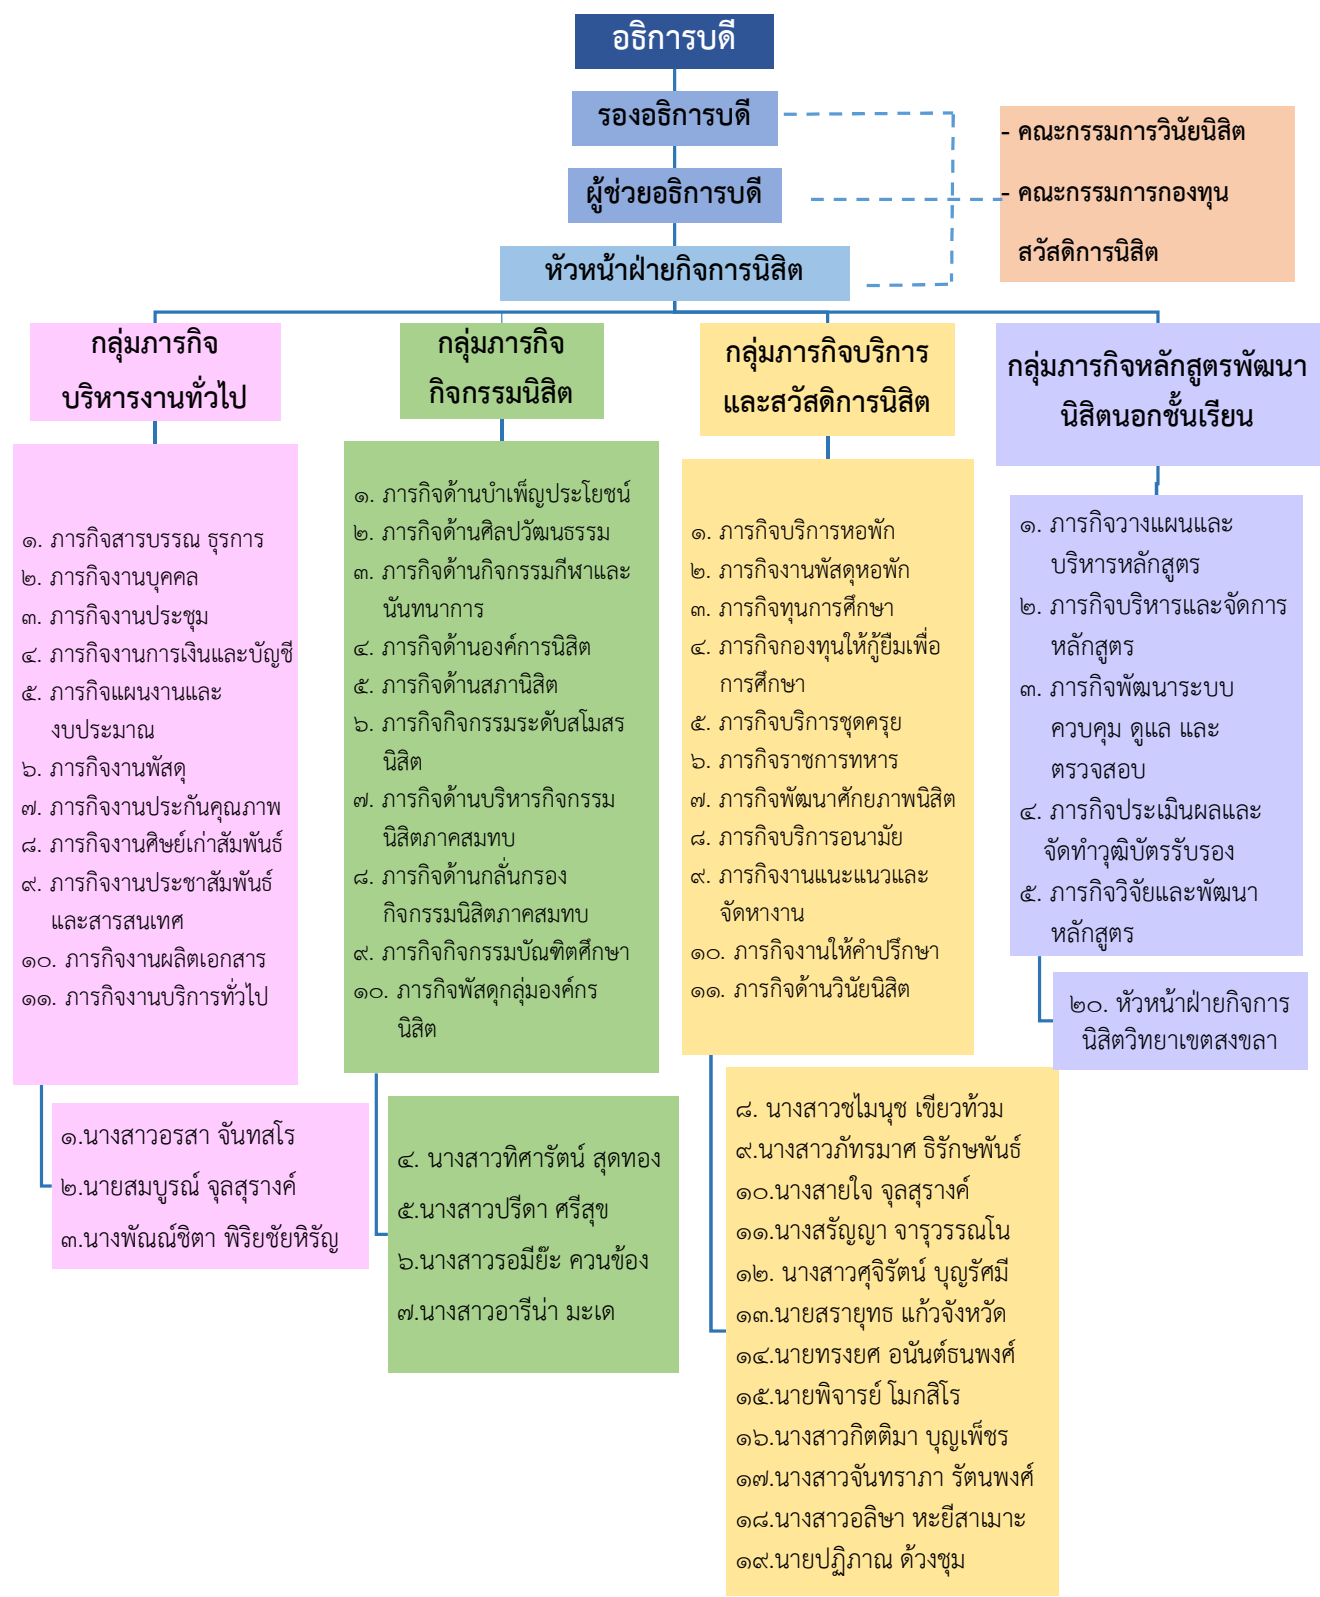 อธิการบดี
รองอธิการบดี
ผู้ช่วยอธิการบดี
หัวหน้าฝ่ายกิจการนิสิต
- คณะกรรมการวินัยนิสิต
- คณะกรรมการกองทุน
สวัสดิการนิสิต
กลุ่มภารกิจ
บริหารงานทั่วไป
๑. ภารกิจสารบรรณ ธุรการ
๒. ภารกิจงานบุคคล
๓. ภารกิจงานประชุม
๔. ภารกิจงานการเงินและบัญชี
๕. ภารกิจแผนงานและ
งบประมาณ
๖. ภารกิจงานพัสดุ
๗. ภารกิจงานประกันคุณภาพ
๘. ภารกิจงานศิษย์เก่าสัมพันธ์
๙. ภารกิจงานประชาสัมพันธ์
และสารสนเทศ
๑๐. ภารกิจงานผลิตเอกสาร
๑๑. ภารกิจงานบริการทั่วไป
๑.นางสาวอรสา จันทสโร
๒.นายสมบูรณ์ จุลสุรางค์
๓.นางพัณณ์ชิตา พิริยชัยหิรัญ
กลุ่มภารกิจ
กิจกรรมนิสิต
๑. ภารกิจด้านบำเพ็ญประโยชน์
๒. ภารกิจด้านศิลปวัฒนธรรม
๓. ภารกิจด้านกิจกรรมกีฬาและ
นันทนาการ
๔. ภารกิจด้านองค์การนิสิต
๕. ภารกิจด้านสภานิสิต
๖. ภารกิจกิจกรรมระดับสโมสร
นิสิต
๗. ภารกิจด้านบริหารกิจกรรม
นิสิตภาคสมทบ
๘. ภารกิจด้านกลั่นกรอง
กิจกรรมนิสิตภาคสมทบ
๙. ภารกิจกิจกรรมบัณฑิตศึกษา
๑๐. ภารกิจพัสดุกลุ่มองค์กร
นิสิต
๔. นางสาวทิศารัตน์ สุดทอง
๕.นางสาวปรีดา ศรีสุข
๖.นางสาวรอมีย๊ะ ควนข้อง
๗.นางสาวอารีน่า มะเด
กลุ่มภารกิจบริการ
และสวัสดิการนิสิต
๑. ภารกิจบริการหอพัก
๒. ภารกิจงานพัสดุหอพัก
๓. ภารกิจทุนการศึกษา
๔. ภารกิจกองทุนให้กู้ยืมเพื่อ
การศึกษา
๕. ภารกิจบริการชุดครุย
๖. ภารกิจราชการทหาร
๗. ภารกิจพัฒนาศักยภาพนิสิต
๘. ภารกิจบริการอนามัย
๙. ภารกิจงานแนะแนวและ
จัดหางาน
๑๐. ภารกิจงานให้คำปรึกษา
๑๑. ภารกิจด้านวินัยนิสิต
๘. นางสาวชไมนุช เขียวท้วม
๙.นางสาวภัทรมาศ ธิรักษพันธ์
๑๐.นางสายใจ จุลสุรางค์
๑๑.นางสรัญญา จารุวรรณโน
๑๒. นางสาวศุจิรัตน์ บุญรัศมี
๑๓.นายสรายุทธ แก้วจังหวัด
๑๔.นายทรงยศ อนันต์ธนพงศ์
๑๕.นายพิจารย์ โมกสิโร
๑๖.นางสาวกิตติมา บุญเพ็ชร
๑๗.นางสาวจันทราภา รัตนพงศ์
๑๘.นางสาวอลิษา หะยีสาเมาะ
๑๙.นายปฏิภาณ ด้วงชุม
กลุ่มภารกิจหลักสูตรพัฒนา
นิสิตนอกชั้นเรียน
๑. ภารกิจวางแผนและ
บริหารหลักสูตร
๒. ภารกิจบริหารและจัดการ
หลักสูตร
๓. ภารกิจพัฒนาระบบ
ควบคุม ดูแล และ
ตรวจสอบ
๔. ภารกิจประเมินผลและ
จัดทำวุฒิบัตรรับรอง
๕. ภารกิจวิจัยและพัฒนา
หลักสูตร
๒๐. หัวหน้าฝ่ายกิจการ
นิสิตวิทยาเขตสงขลา